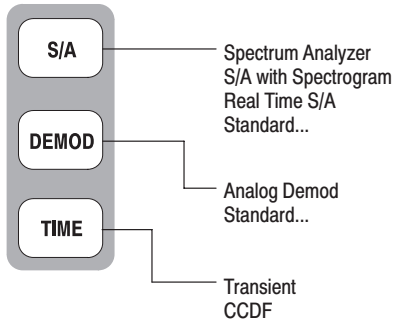 S/A
Spectrum Analyzer
S/A with Spectrogram
Real Time S/A
Standard...
DEMOD
Analog Demod
Standard...
TIME
Transient
CCDF